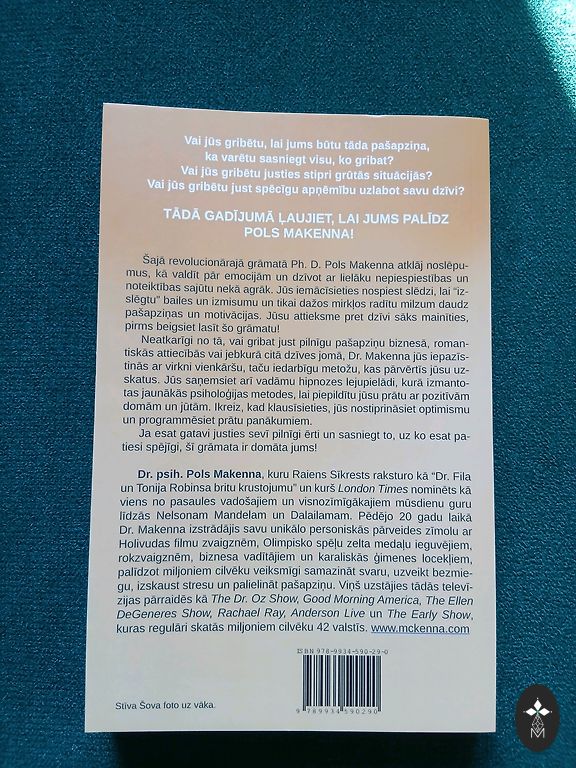 Vai jūs gribētu, lai jums būtu tāda pašapziņa,
ka varētu sasniegt visu, ko gribat?
Vai jūs gribētu justies stipri grūtās situācijās?
Vai jūs gribētu just spēcīgu apņēmību uzlabot savu dzīvi?
TĀDĀ GADĪJUMĀ ĻAUJIET, LAI JUMS PALĪDZ
POLS MAKENNA!
Šajā revolucionārajā grāmatā Ph. D. Pols Makenna atklāj noslēpu-
mus, kā valdīt pār emocijām un dzīvot ar lielāku nepiespiestības un
noteiktības sajūtu nekā agrāk. Jūs iemācīsieties nospiest slēdzi, lai “iz-
slēgtu” bailes un izmisumu un tikai dažos mirkļos radītu milzum daudz
pašapziņas un motivācijas. Jūsu attieksme pret dzīvi sāks mainīties,
pirms beigsiet lasīt šo grāmatu!
Neatkarīgi no tā, vai gribat just pilnīgu pašapziņu biznesā, roman-
tiskās attiecībās vai jebkurā citā dzīves jomā, Dr. Makenna jūs iepazīs-
tinās ar virkni vienkāršu, taču iedarbīgu metožu, kas pārvērtīs jūsu uz-
skatus. Jūs saņemsiet arī vadāmu hipnozes lejupielādi, kurā izmanto-
tas jaunākās psiholoģijas metodes, lai piepildītu jūsu prātu ar pozitīvām
domām un jūtām. Ikreiz, kad klausīsieties, jūs nostiprināsiet optimismu
un programmēsiet prātu panākumiem.
Ja esat gatavi justies sevī pilnīgi ērti un sasniegt to, uz ko esat pa-
tiesi spējīgi, šī grāmata ir domāta jums!
Dr. psih. Pols Makenna, kuru Raiens Sīkrests raksturo kā “Dr. Fila
un Tonija Robinsa britu krustojumu” un kurš London Times nominēts kā
viens no pasaules vadošajiem un visnozīmīgākajiem mūsdienu guru
līdzās Nelsonam Mandelam un Dalailamam. Pēdējo 20 gadu laikā
Dr. Makenna izstrādājis savu unikālo personiskās pārveides zīmolu ar
Holivudas filmu zvaigznēm, Olimpisko spēļu zelta medaļu ieguvējiem,
rokzvaigznēm, biznesa vadītājiem un karaliskās ģimenes locekļiem,
palīdzot miljoniem cilvēku veiksmīgi samazināt svaru, uzveikt bezmie-
gu, izskaust stresu un palielināt pašapziņu. Viņš uzstājies tādās televī-
zijas pārraidēs kā The Dr. Oz Show, Good Morning America, The Ellen
DeGeneres Show, Rachael Ray, Anderson Live un The Early Show,
kuras regulāri skatās miljoniem cilvēku 42 valstīs. www.mckenna.com
ISBN 978-9934-590-29-0
9 789934 590290
Stīva Šova foto uz vāka.